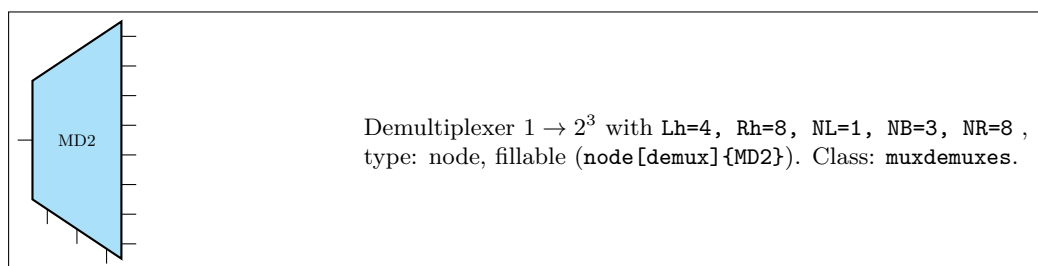 MD2
Demultiplexer 1 → 2³ with Lh=4, Rh=8, NL=1, NB=3, NR=8 ,
type: node, fillable (node[demux]{MD2}). Class: muxdemuxes.